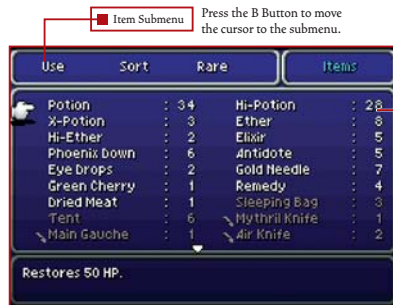 Item Submenu
Press the B Button to move
the cursor to the submenu.
Use Sort Rare Items
Potion : 34 Hi-Potion : 28
X-Potion : 3 Ether : 8
Hi-Ether : 2 Elixir : 5
Phoenix Down : 6 Antidote : 5
Eye Drops : 2 Gold Needle : 7
Green Cherry : 1 Remedy : 4
Dried Meat : 1 Sleeping Bag : 3
Tent : 6 Mythril Knife : 1
Main Gauche : 1 Air Knife : 2
Restores 50 HP.